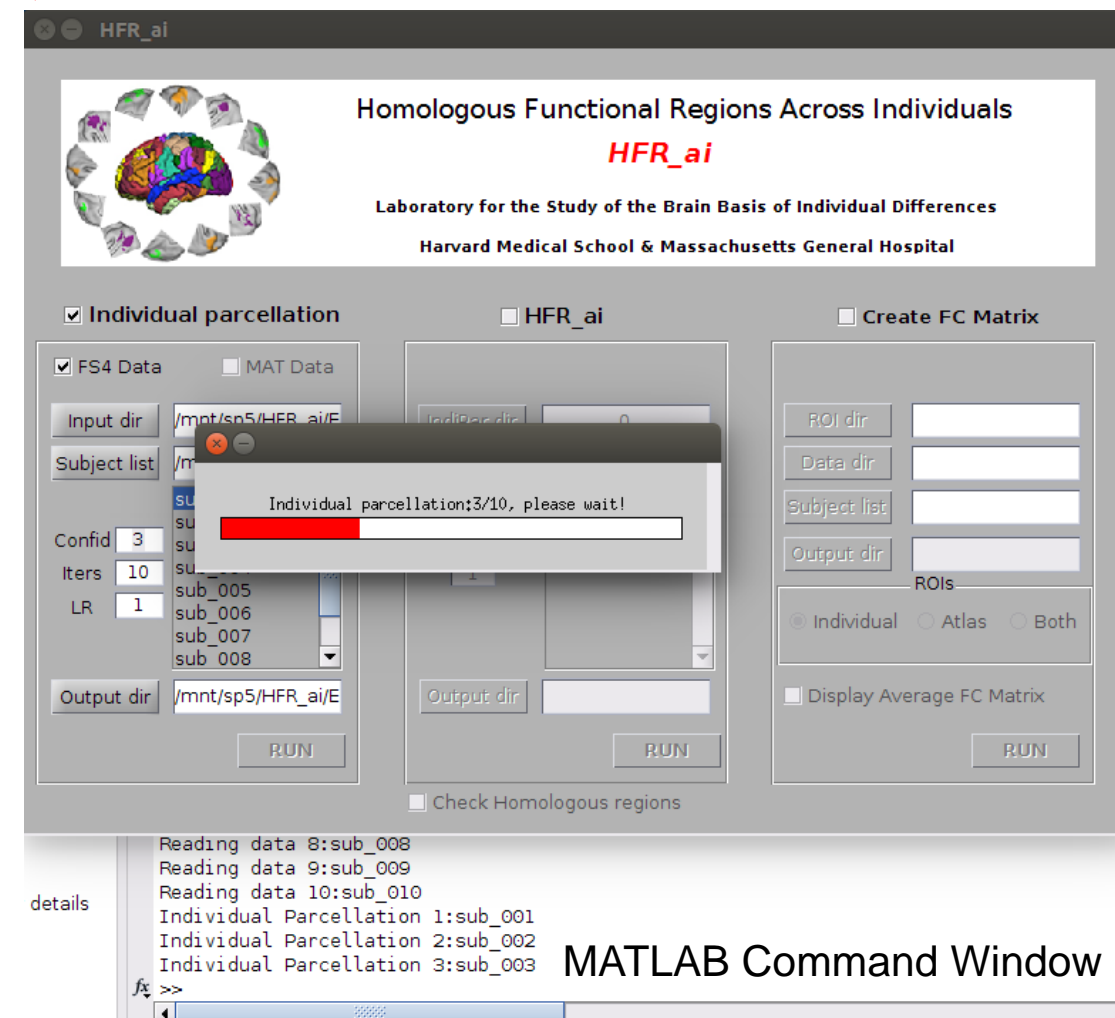 HFR_ai
Homologous Functional Regions Across Individuals
HFR_ai
Laboratory for the Study of the Brain Basis of Individual Differences
Harvard Medical School & Massachusetts General Hospital
Individual parcellation
HFR_ai
Create FC Matrix
FS4 Data
MAT Data
Input dir
/mnt/sp5/HFR_ai/E
IndiPar dir
0
ROI dir
Subject list
Data dir
Subject list
Individual parcellation:3/10, please wait!
Confid 3
Iters 10
LR 1
sub_005
sub_006
sub_007
sub_008
1
Output dir
ROIs
Individual
Atlas
Both
Output dir
/mnt/sp5/HFR_ai/E
Output dir
Display Average FC Matrix
RUN
RUN
RUN
Check Homologous regions
Reading data 8:sub_008
Reading data 9:sub_009
Reading data 10:sub_010
details
Individual Parcellation 1:sub_001
Individual Parcellation 2:sub_002
Individual Parcellation 3:sub_003
MATLAB Command Window
fx >>